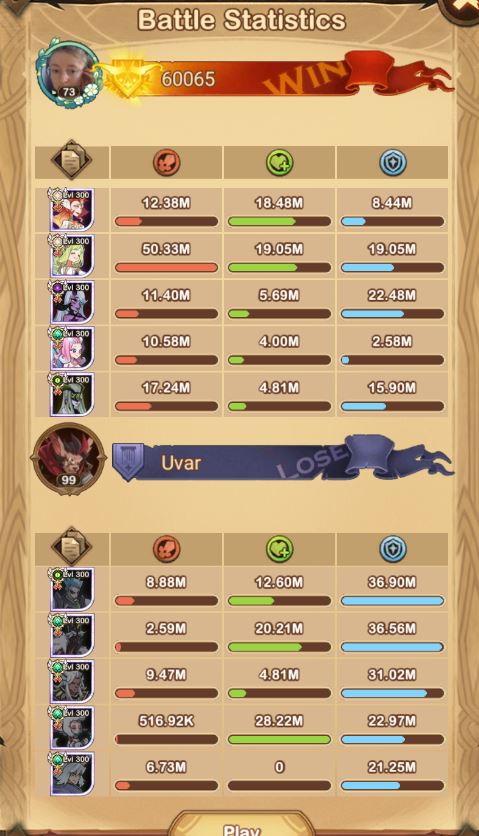 Battle Statistics
73
60065
WIN
Lvl 300
12.38M 18.48M 8.44M
Lvl 300
50.33M 19.05M 19.05M
Lvl 300
11.40M 5.69M 22.48M
Lvl 300
10.58M 4.00M 2.58M
Lvl 300
17.24M 4.81M 15.90M
99
Uvar
LOSE
Lvl 300
8.88M 12.60M 36.90M
Lvl 300
2.59M 20.21M 36.56M
Lvl 300
9.47M 4.81M 31.02M
Lvl 300
516.92K 28.22M 22.97M
Lvl 300
6.73M 0 21.25M
Play